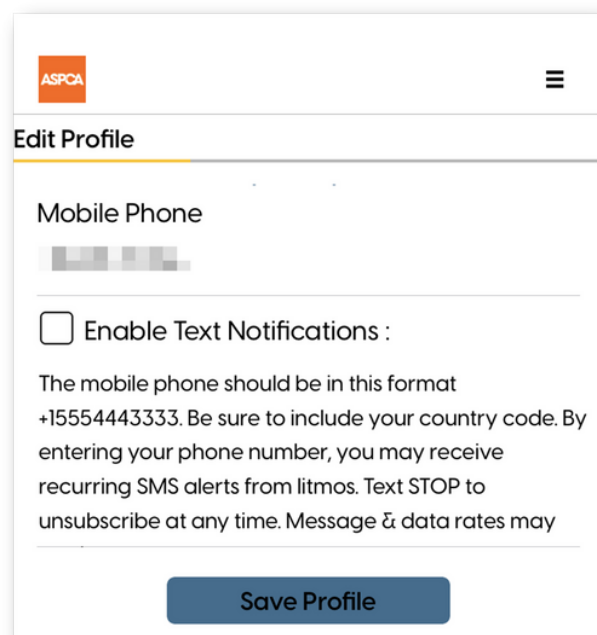 ASPCA
Edit Profile
Mobile Phone
Enable Text Notifications :
The mobile phone should be in this format
+15554443333. Be sure to include your country code. By
entering your phone number, you may receive
recurring SMS alerts from litmos. Text STOP to
unsubscribe at any time. Message & data rates may
Save Profile